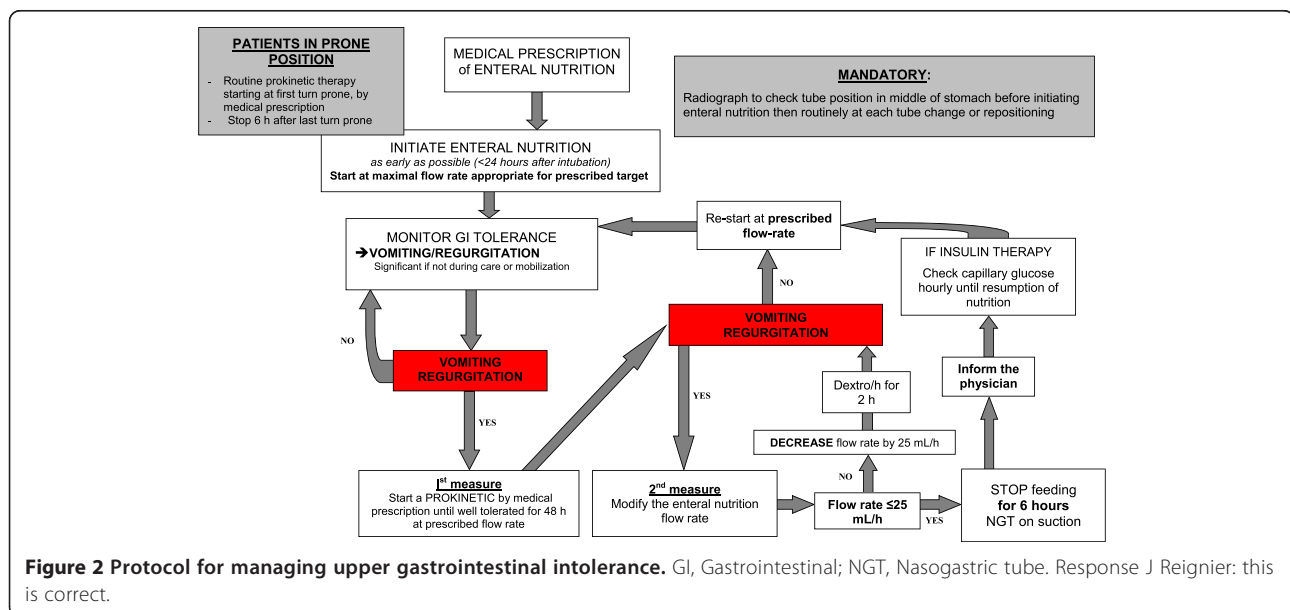 PATIENTS IN PRONE
POSITION
- Routine prokinetic therapy
starting at first turn prone, by
medical prescription
- Stop 6 h after last turn prone
MEDICAL PRESCRIPTION
of ENTERAL NUTRITION
MANDATORY:
Radiograph to check tube position in middle of stomach before initiating
enteral nutrition then routinely at each tube change or repositioning
INITIATE ENTERAL NUTRITION
as early as possible (<24 hours after intubation)
Start at maximal flow rate appropriate for prescribed target
MONITOR GI TOLERANCE
➔VOMITING/REGURGITATION
Significant if not during care or mobilization
Re-start at prescribed
flow-rate
IF INSULIN THERAPY
Check capillary glucose
hourly until resumption of
nutrition
NO
VOMITING
REGURGITATION
NO
VOMITING
REGURGITATION
Inform the
physician
Dextro/h for
2 h
YES
YES
DECREASE flow rate by 25 mL/h
NO
1st measure
Start a PROKINETIC by medical
prescription until well tolerated for 48 h
at prescribed flow rate
2nd measure
Modify the enteral nutrition
flow rate
Flow rate ≤25
mL/h
YES
STOP feeding
for 6 hours
NGT on suction
Figure 2 Protocol for managing upper gastrointestinal intolerance. GI, Gastrointestinal; NGT, Nasogastric tube. Response J Reignier: this
is correct.